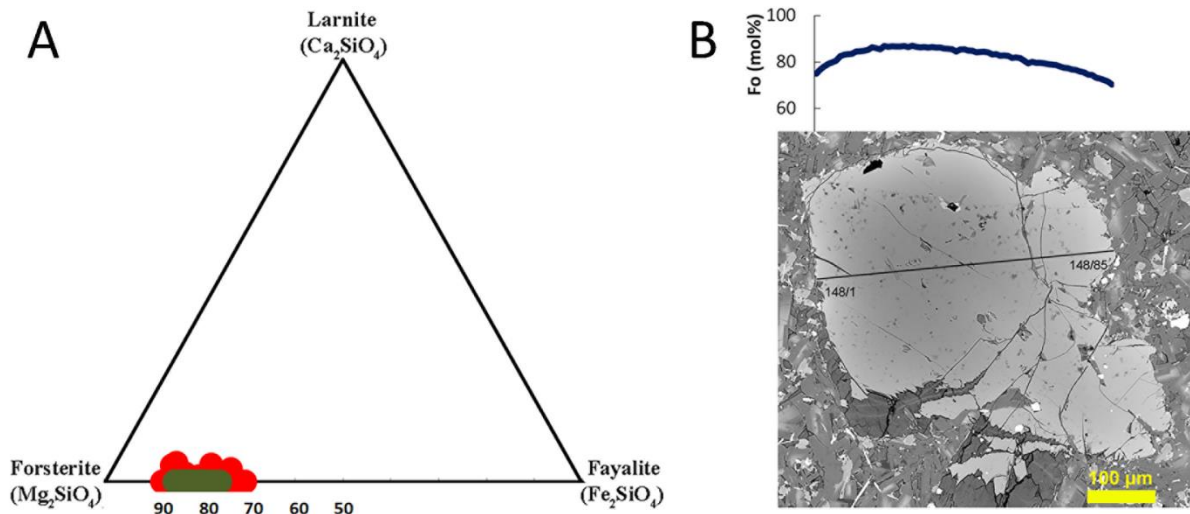 A
Larnite
(Ca₂SiO₄)
Forsterite
(Mg₂SiO₄)
Fayalite
(Fe₂SiO₄)
90 80 70 60 50
B
Fo (mol%)
100
80
60
148/1
148/85
100 µm